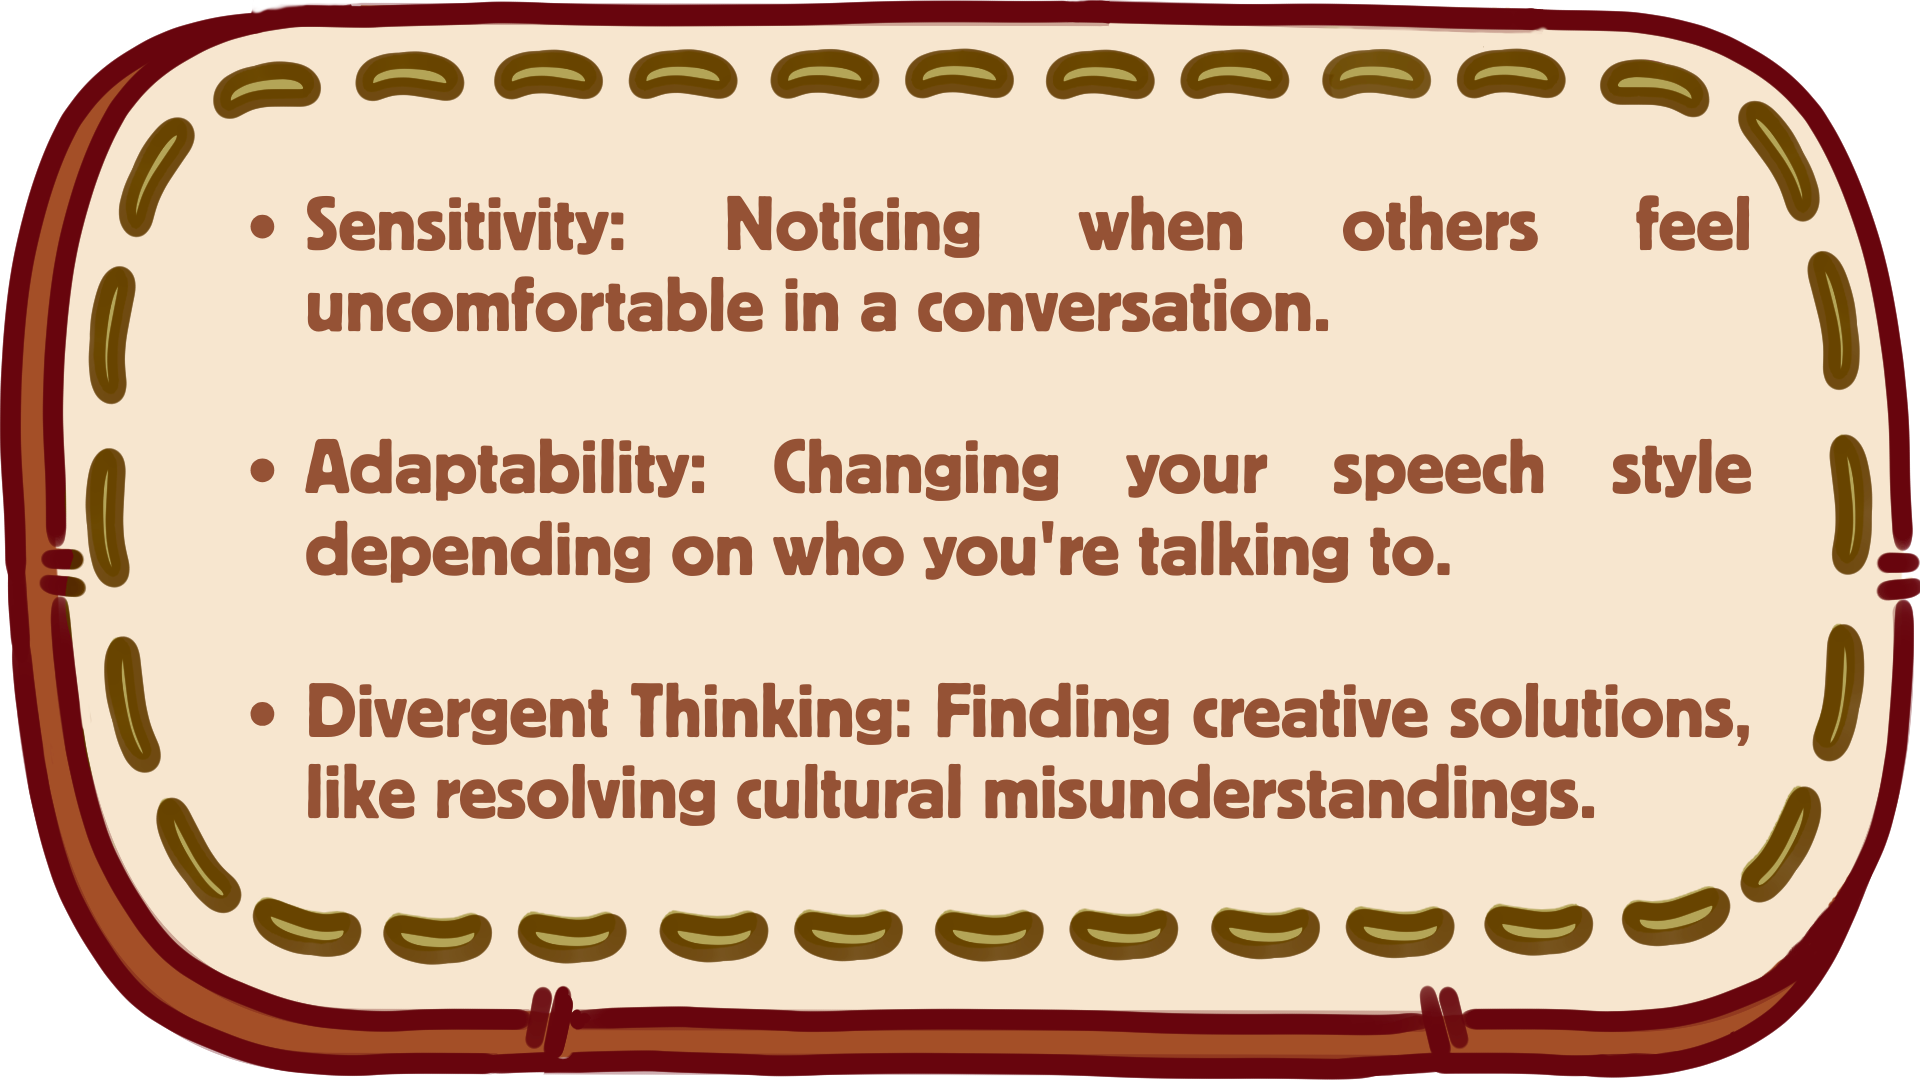 • Sensitivity: Noticing when others feel
uncomfortable in a conversation.
• Adaptability: Changing your speech style
depending on who you're talking to.
• Divergent Thinking: Finding creative solutions,
like resolving cultural misunderstandings.